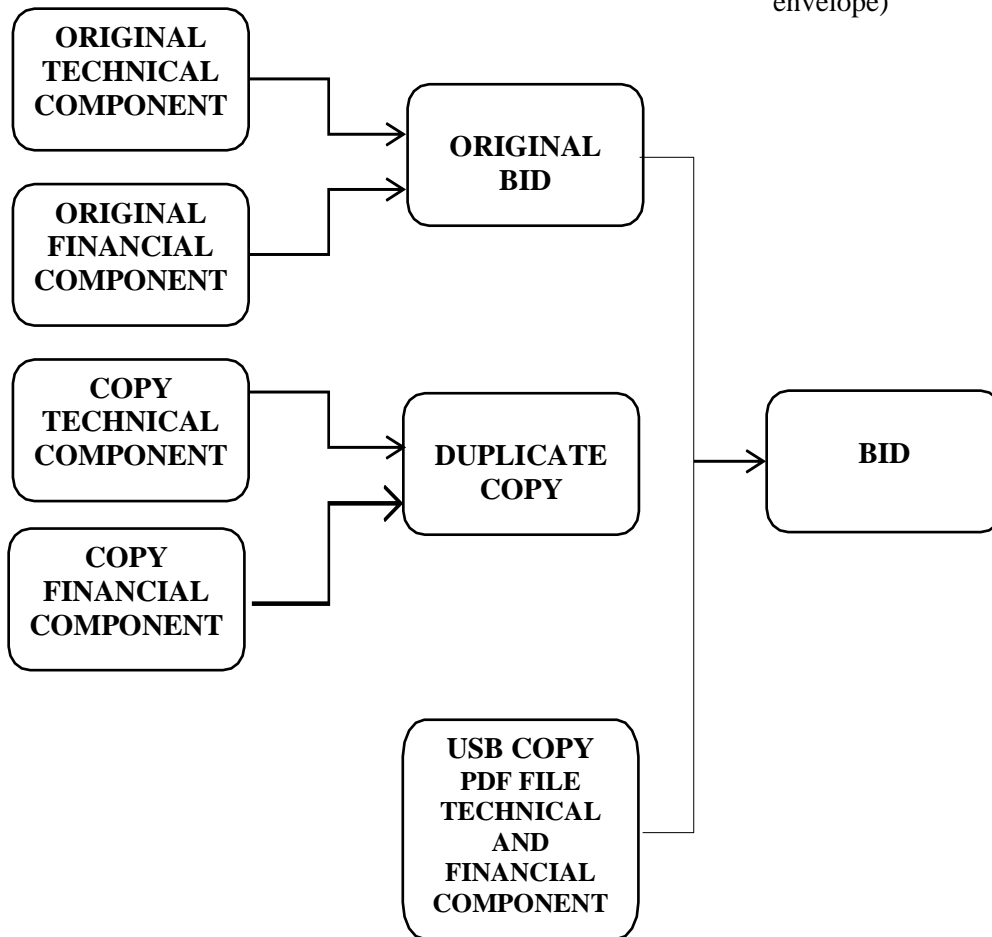 envelope)
ORIGINAL
TECHNICAL
COMPONENT
ORIGINAL
BID
ORIGINAL
FINANCIAL
COMPONENT
COPY
TECHNICAL
COMPONENT
DUPLICATE
COPY
BID
COPY
FINANCIAL
COMPONENT
USB COPY
PDF FILE
TECHNICAL
AND
FINANCIAL
COMPONENT